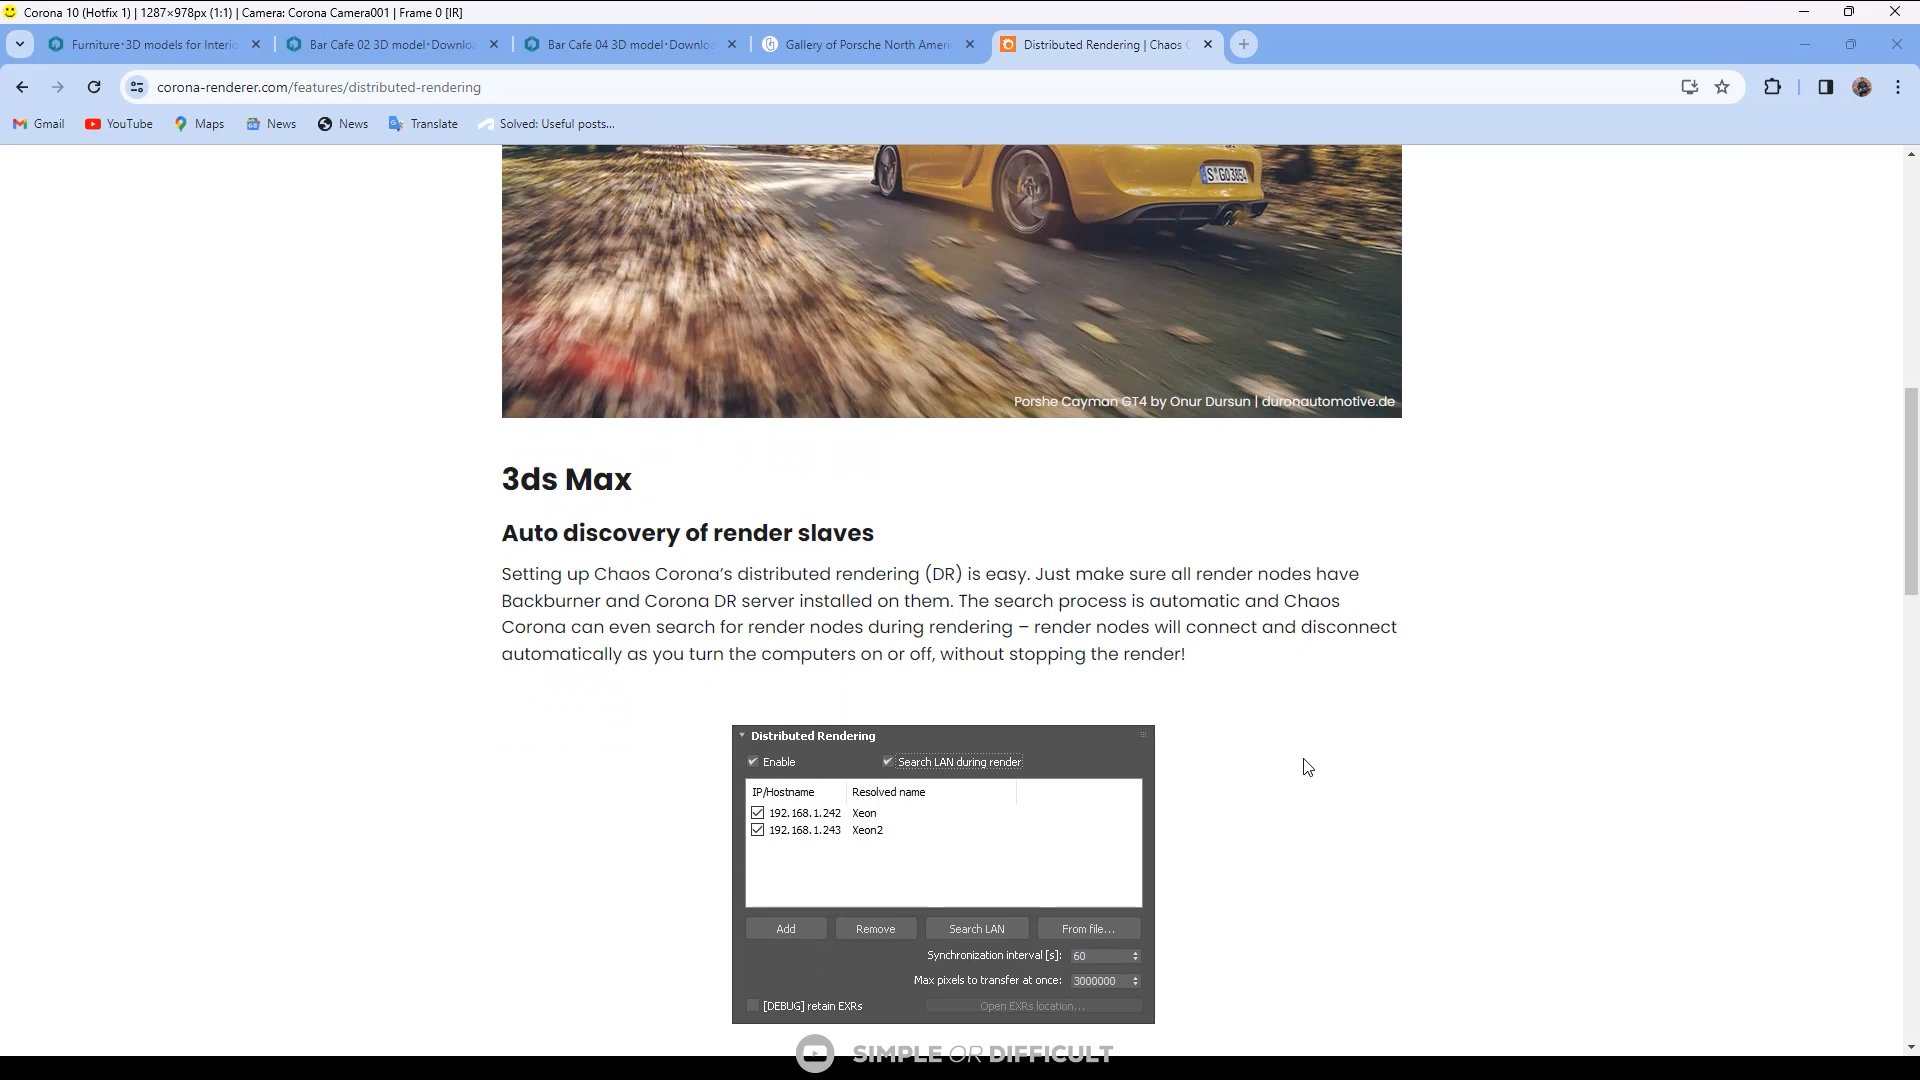 Corona 10 (Hotfix 1) | 1287×978px (1:1) | Camera: Corona Camera001 | Frame 0 [IR]
Furniture・3D models for Interio
Bar Cafe 02 3D model・Downlo
Bar Cafe 04 3D model・Downlo
Gallery of Porsche North Ameri
Distributed Rendering | Chaos C
corona-renderer.com/features/distributed-rendering
Gmail
YouTube
Maps
News
News
Translate
Solved: Useful posts...
S GO3854
Porshe Cayman GT4 by Onur Dursun | duronautomotive.de
3ds Max
Auto discovery of render slaves
Setting up Chaos Corona’s distributed rendering (DR) is easy. Just make sure all render nodes have
Backburner and Corona DR server installed on them. The search process is automatic and Chaos
Corona can even search for render nodes during rendering – render nodes will connect and disconnect
automatically as you turn the computers on or off, without stopping the render!
Distributed Rendering
Enable
Search LAN during render
IP/Hostname Resolved name
192.168.1.242 Xeon
192.168.1.243 Xeon2
Add
Remove
Search LAN
From file...
Synchronization interval [s]: 60
Max pixels to transfer at once: 3000000
[DEBUG] retain EXRs
Open EXRs location...
SIMPLE OR DIFFICULT